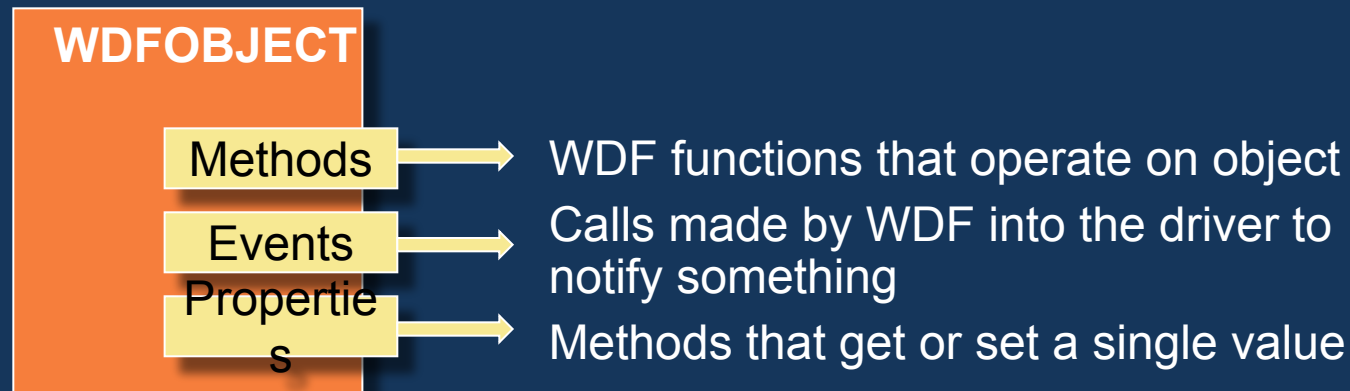 WDFOBJECT
Methods
WDF functions that operate on object
Events
Calls made by WDF into the driver to
notify something
Propertie
s
Methods that get or set a single value